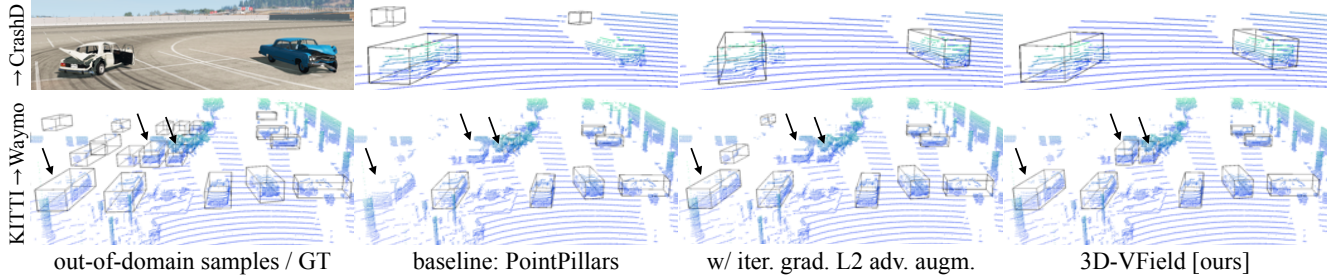 →CrashD
KITTI →Waymo
out-of-domain samples / GT
baseline: PointPillars
w/ iter. grad. L2 adv. augm.
3D-VField [ours]